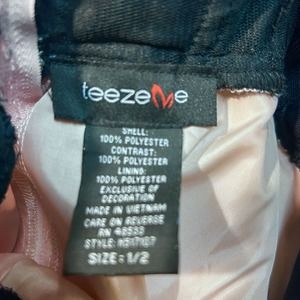 teezeme
SHELL:
100% POLYESTER
CONTRAST:
100% POLYESTER
LINING:
100% POLYESTER
EXCLUSIVE OF
DECORATION
MADE IN VIETNAM
CARE ON REVERSE
RN 48533
STYLE:
SIZE: 1/2